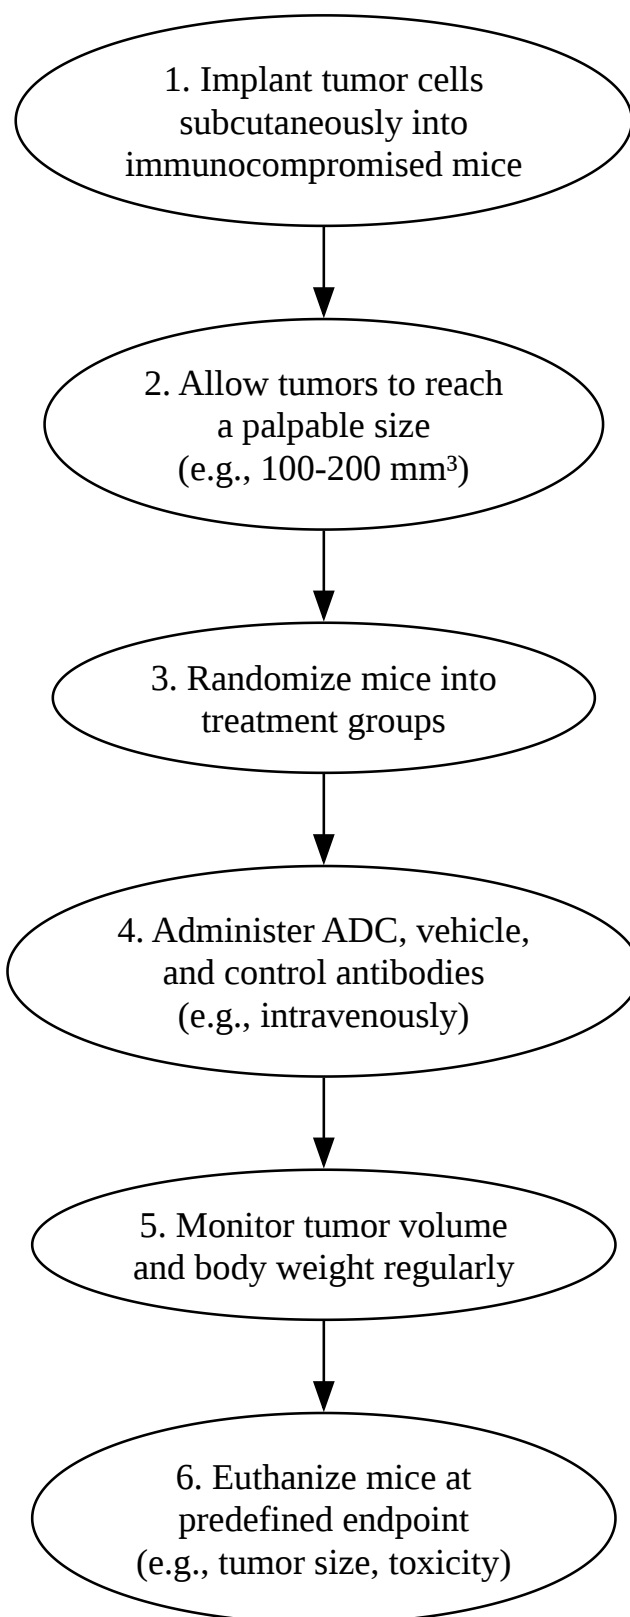 1. Implant tumor cells
subcutaneously into
immunocompromised mice
2. Allow tumors to reach
a palpable size
(e.g., 100-200 mm³)
3. Randomize mice into
treatment groups
4. Administer ADC, vehicle,
and control antibodies
(e.g., intravenously)
5. Monitor tumor volume
and body weight regularly
6. Euthanize mice at
predefined endpoint
(e.g., tumor size, toxicity)